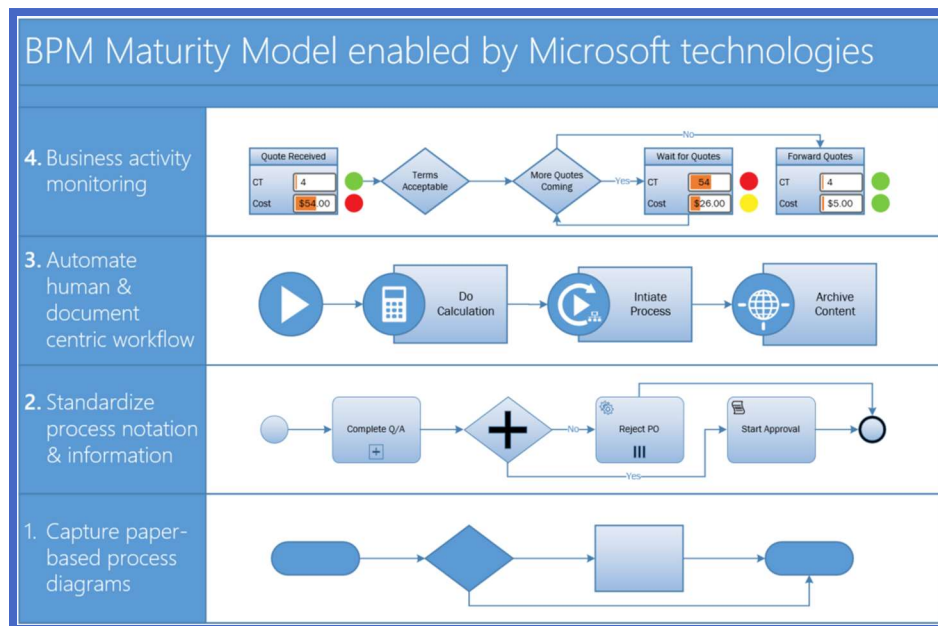 BPM Maturity Model enabled by Microsoft technologies
4. Business activity
monitoring
Quote Received
CT 4
Cost $54.00
Terms
Acceptable
More Quotes
Coming
No
Yes
Wait for Quotes
CT 54
Cost $26.00
Forward Quotes
CT 4
Cost $5.00
3. Automate
human &
document
centric workflow
Do
Calculation
Intiate
Process
Archive
Content
2. Standardize
process notation
& information
Complete Q/A
No
Yes
Reject PO
Start Approval
1. Capture paper-
based process
diagrams